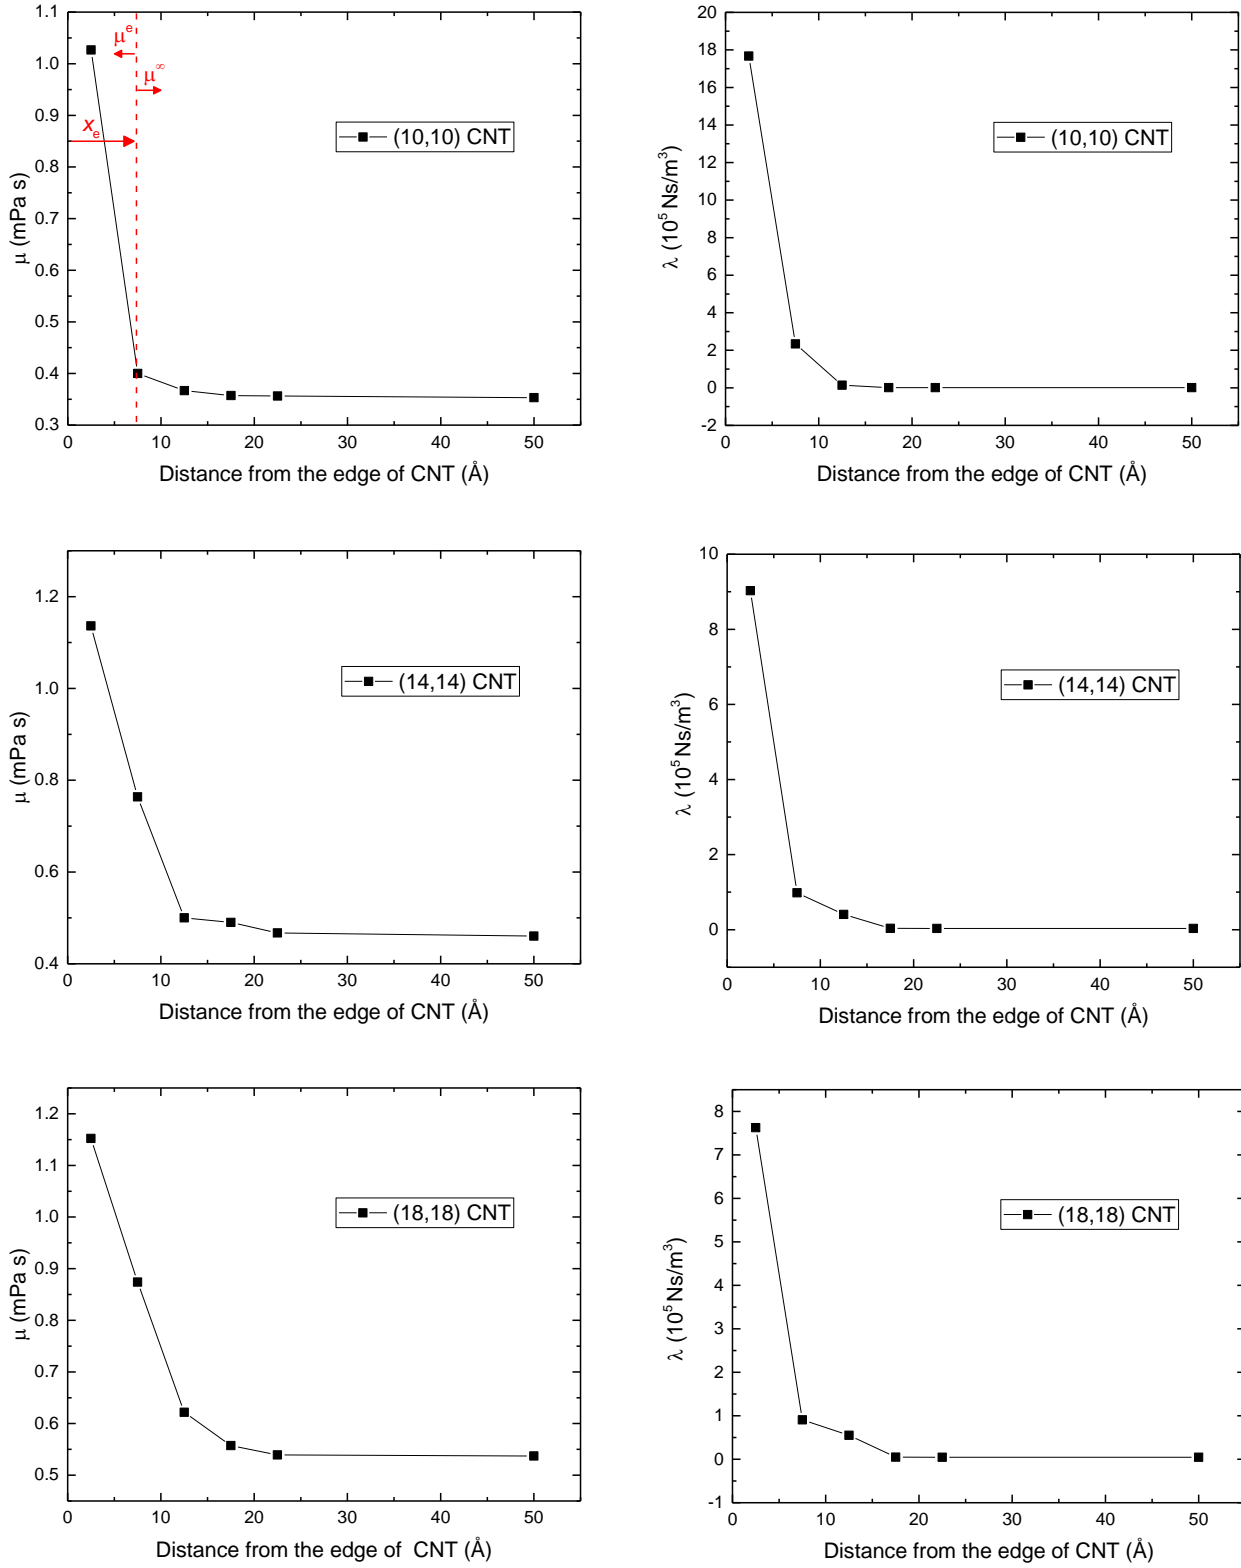 1.1
1.0
0.9
0.8
0.7
0.6
0.5
0.4
0.3
μ (mPa s)
μᵉ
μ^∞
xₑ
(10,10) CNT
0 10 20 30 40 50
Distance from the edge of CNT (Å)
20
18
16
14
12
10
8
6
4
2
0
-2
λ (10⁵ Ns/m³)
(10,10) CNT
0 10 20 30 40 50
Distance from the edge of CNT (Å)
1.2
1.0
0.8
0.6
0.4
μ (mPa s)
(14,14) CNT
0 10 20 30 40 50
Distance from the edge of CNT (Å)
10
8
6
4
2
0
λ (10⁵ Ns/m³)
(14,14) CNT
0 10 20 30 40 50
Distance from the edge of CNT (Å)
1.2
1.1
1.0
0.9
0.8
0.7
0.6
0.5
μ (mPa s)
(18,18) CNT
0 10 20 30 40 50
Distance from the edge of CNT (Å)
8
7
6
5
4
3
2
1
0
-1
λ (10⁵ Ns/m³)
(18,18) CNT
0 10 20 30 40 50
Distance from the edge of CNT (Å)